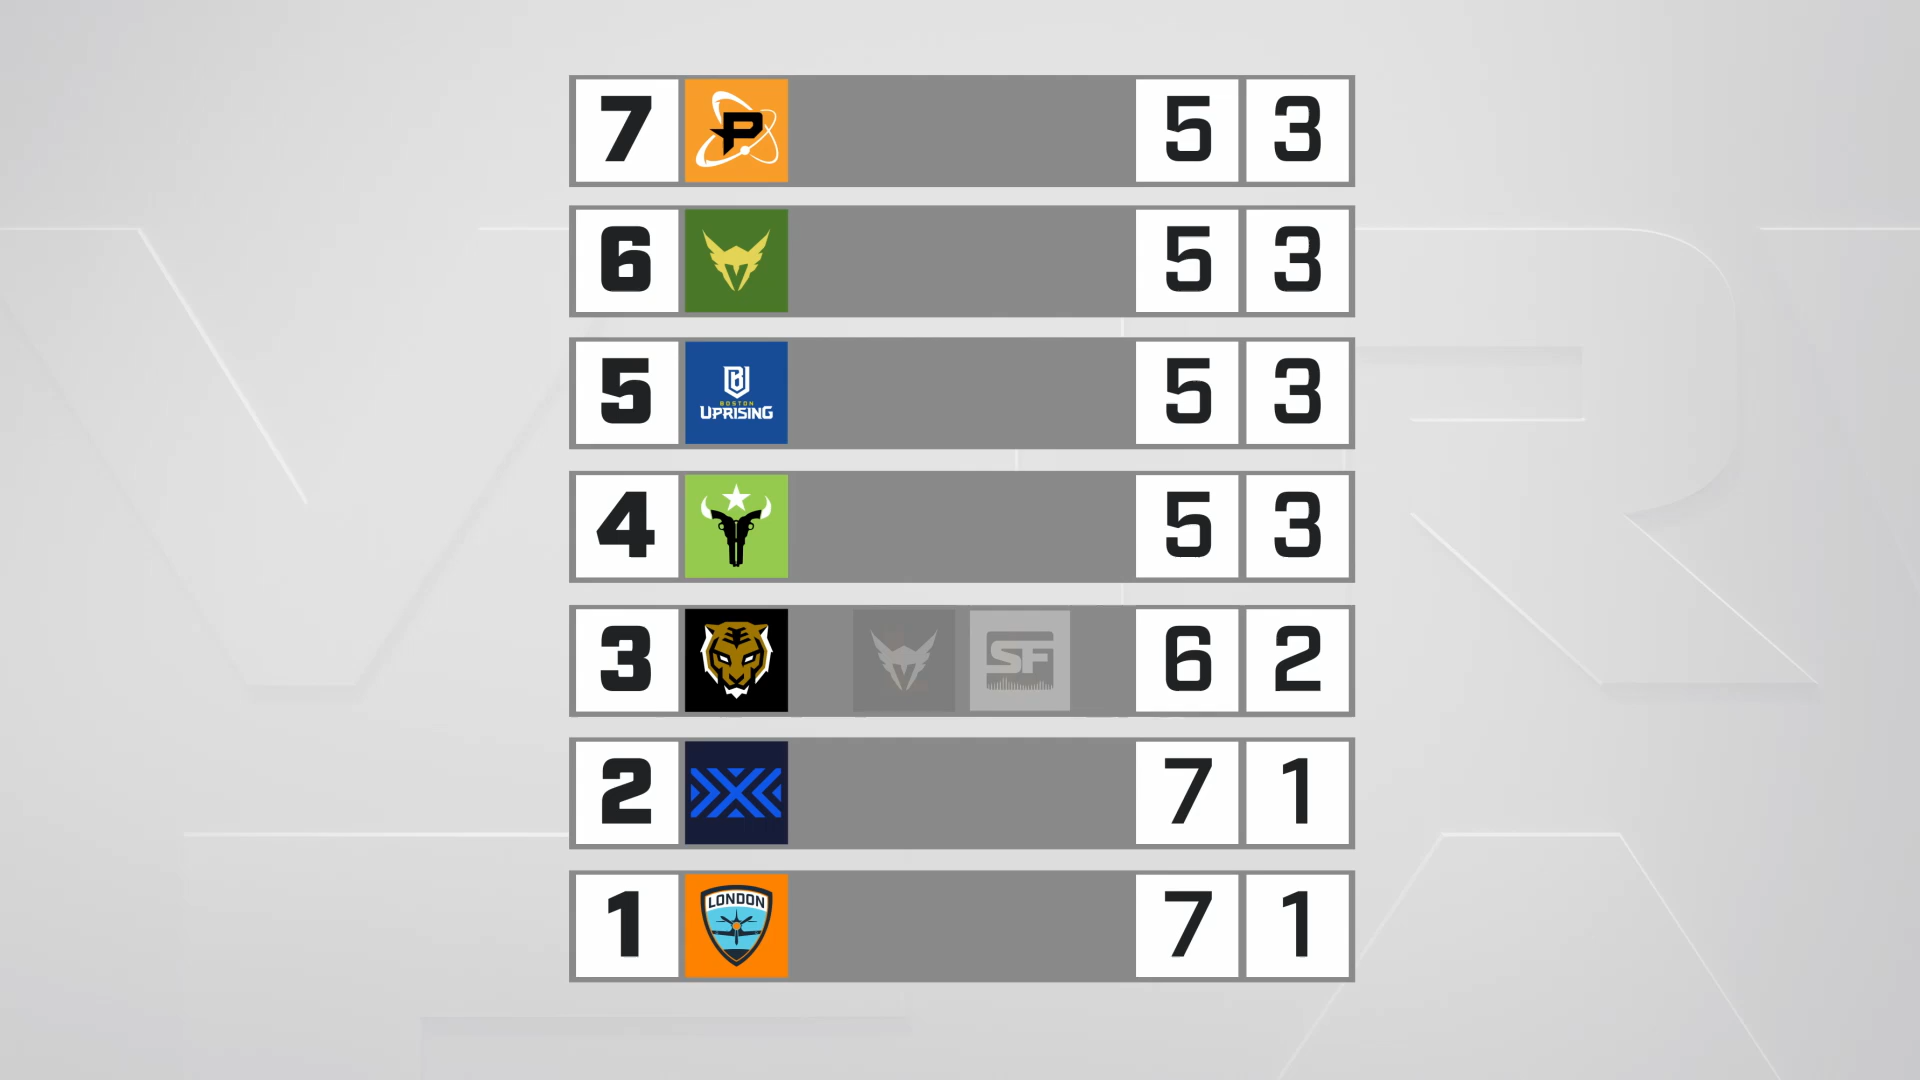 7 P 5 3
6 5 3
5 B BOSTON UPRISING 5 3
4 5 3
3 SF 6 2
2 7 1
1 LONDON 7 1